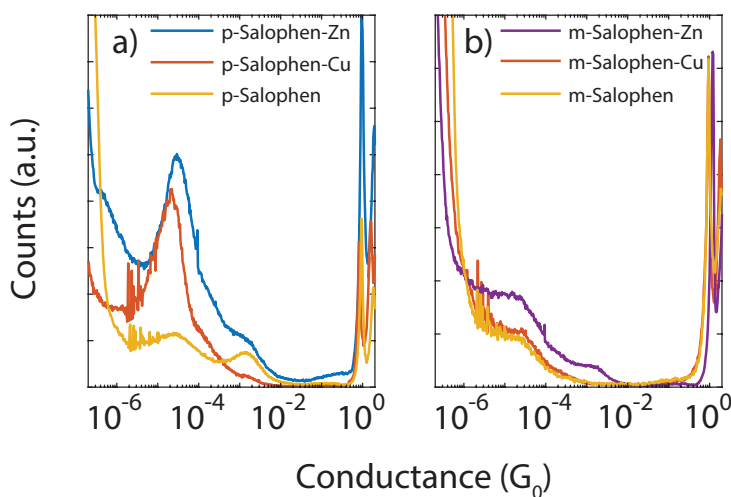 a)
p-Salophen-Zn
p-Salophen-Cu
p-Salophen
b)
m-Salophen-Zn
m-Salophen-Cu
m-Salophen
Counts (a.u.)
10^-6 10^-4 10^-2 10^0
10^-6 10^-4 10^-2 10^0
Conductance (G_0)